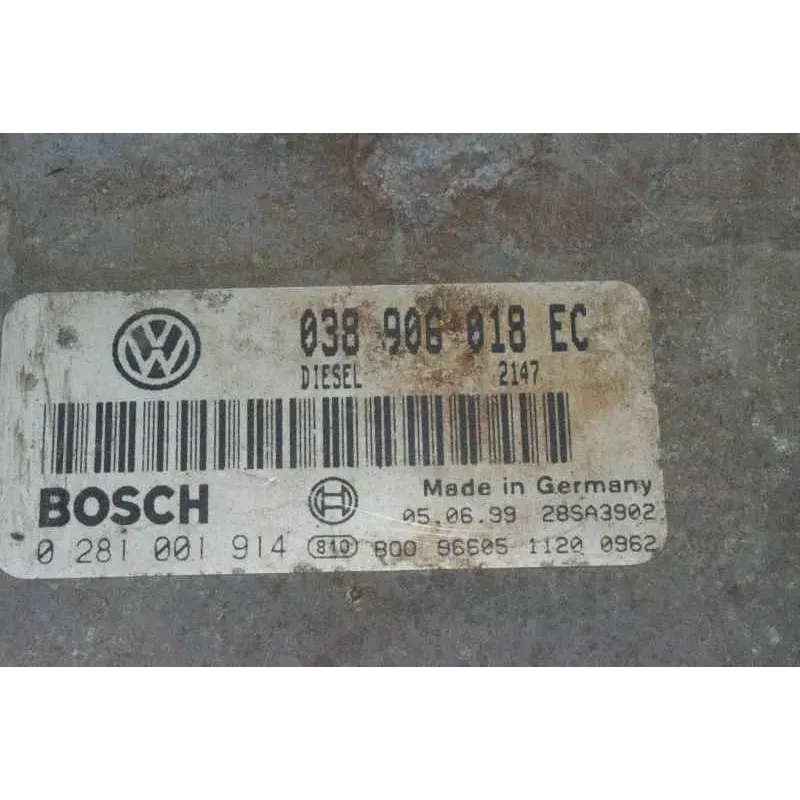 038 906 018 EC
DIESEL 2147
BOSCH
Made in Germany
05.06.99 28SA3902
0 281 001 914 810 800 96605 1120 0962